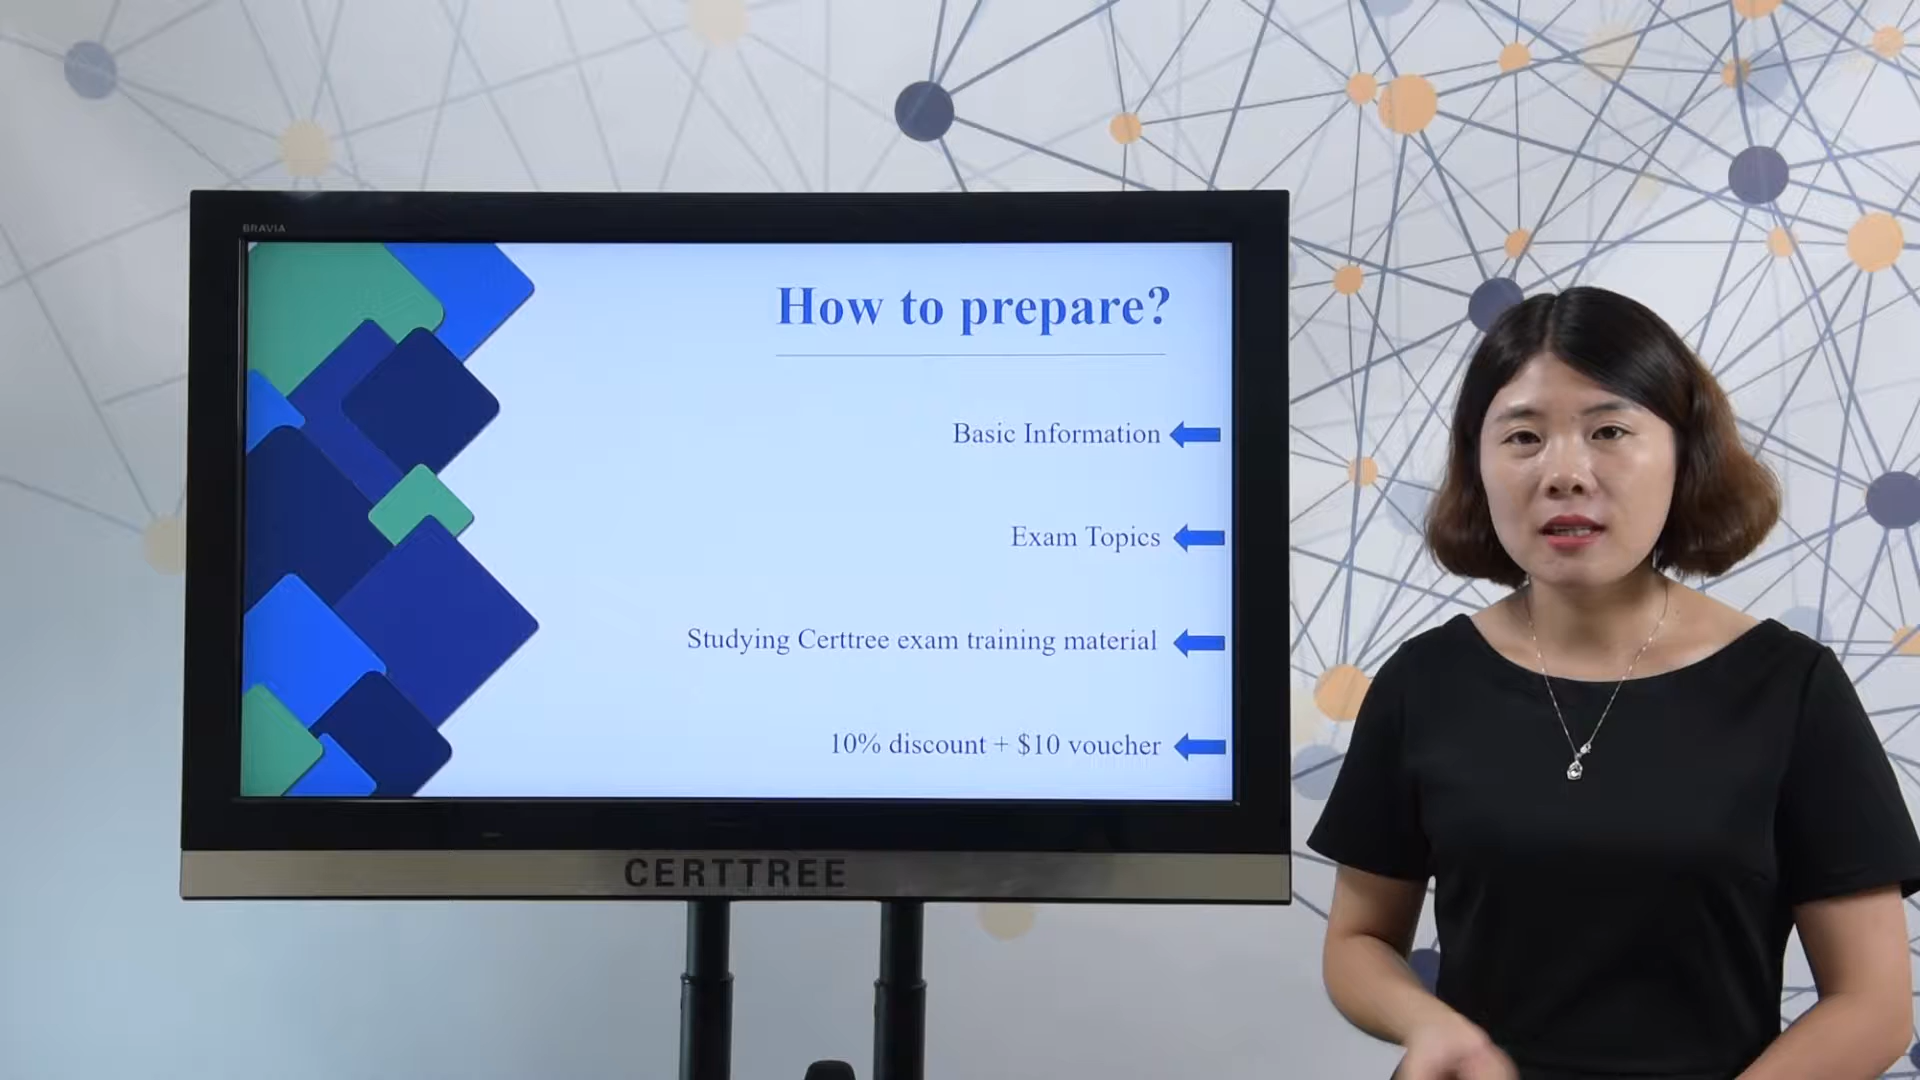 BRAVIA
How to prepare?
Basic Information
Exam Topics
Studying Certtree exam training material
10% discount + $10 voucher
CERTTREE